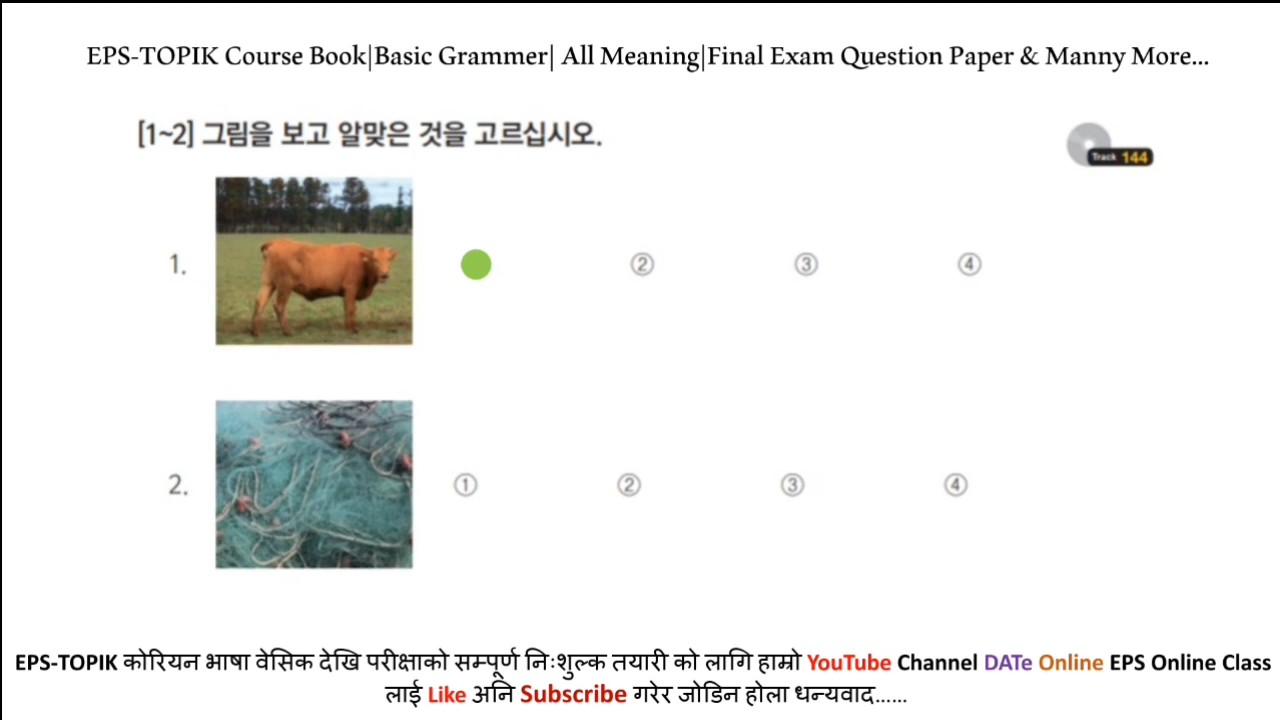 EPS-TOPIK Course Book|Basic Grammer| All Meaning|Final Exam Question Paper & Manny More...
[1~2] 그림을 보고 알맞은 것을 고르십시오.
Track 144
1. ② ③ ④
2. ① ② ③ ④
EPS-TOPIK कोरियन भाषा वेसिक देखि परीक्षाको सम्पूर्ण निःशुल्क तयारी को लागि हाम्रो YouTube Channel DATe Online EPS Online Class
लाई Like अनि Subscribe गरेर जोडिन होला धन्यवाद......